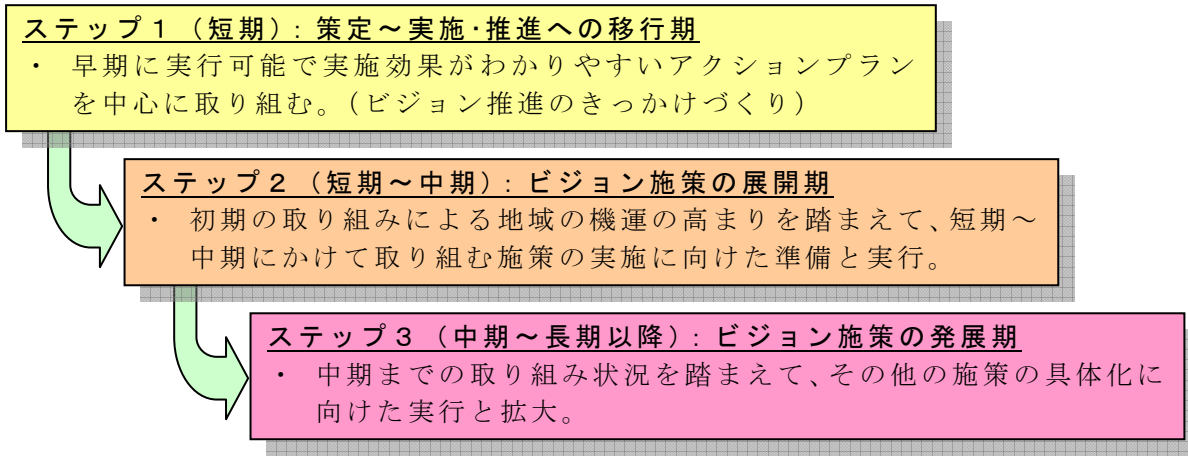 ステップ１（短期）：策定～実施・推進への移行期
・ 早期に実行可能で実施効果がわかりやすいアクションプラン
を中心に取り組む。（ビジョン推進のきっかけづくり）
ステップ２（短期～中期）：ビジョン施策の展開期
・ 初期の取り組みによる地域の機運の高まりを踏まえて、短期～
中期にかけて取り組む施策の実施に向けた準備と実行。
ステップ３（中期～長期以降）：ビジョン施策の発展期
・ 中期までの取り組み状況を踏まえて、その他の施策の具体化に
向けた実行と拡大。